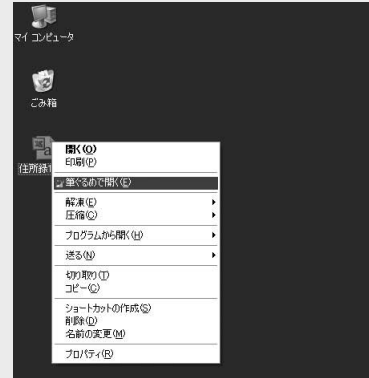 マイ コンピュータ
ごみ箱
住所録1
開く(O)
印刷(P)
筆ぐるめで開く(E)
解凍(E)
圧縮(C)
プログラムから開く(H)
送る(N)
切り取り(T)
コピー(C)
ショートカットの作成(S)
削除(D)
名前の変更(M)
プロパティ(R)